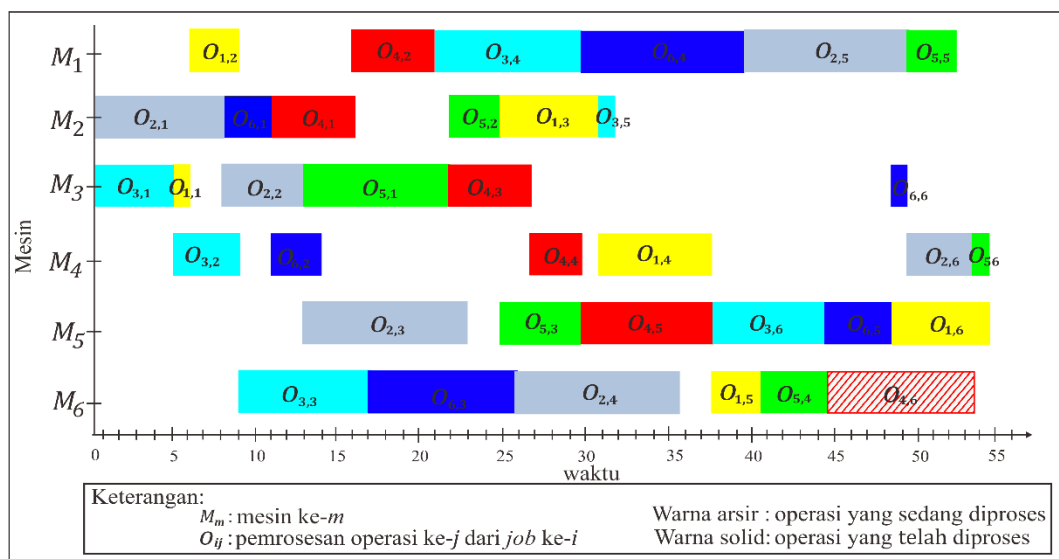 M₁ O₁,₂ O₄,₂ O₃,₄ O₆,₄ O₂,₅ O₅,₅
M₂ O₂,₁ O₆,₁ O₄,₁ O₅,₂ O₁,₃ O₃,₅
M₃ O₃,₁ O₁,₁ O₂,₂ O₅,₁ O₄,₃ O₆,₆
Mesin
M₄ O₃,₂ O₆,₂ O₄,₄ O₁,₄ O₂,₆ O₅₆
M₅ O₂,₃ O₅,₃ O₄,₅ O₃,₆ O₆,₅ O₁,₆
M₆ O₃,₃ O₆,₃ O₂,₄ O₁,₅ O₅,₄ O₄,₆
0 5 10 15 20 25 30 35 40 45 50 55
waktu
Keterangan:
Mₘ : mesin ke-m Warna arsir : operasi yang sedang diproses
Oᵢⱼ : pemrosesan operasi ke-j dari job ke-i Warna solid: operasi yang telah diproses